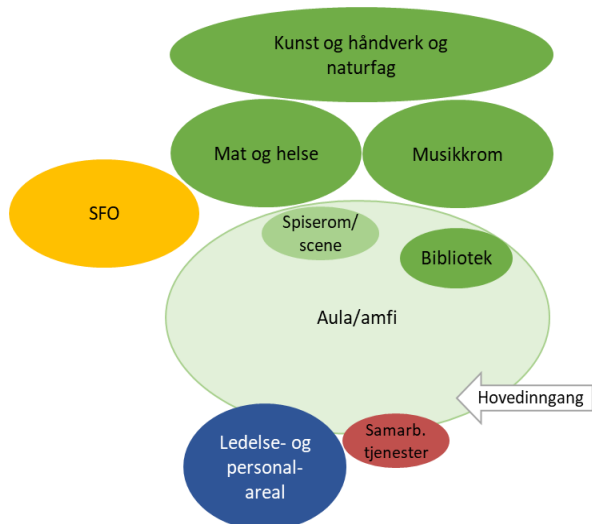 Kunst og håndverk og
naturfag
Mat og helse
Musikkrom
SFO
Spiserom/
scene
Bibliotek
Aula/amfi
Hovedinngang
Ledelse- og
personal-
areal
Samarb.
tjenester